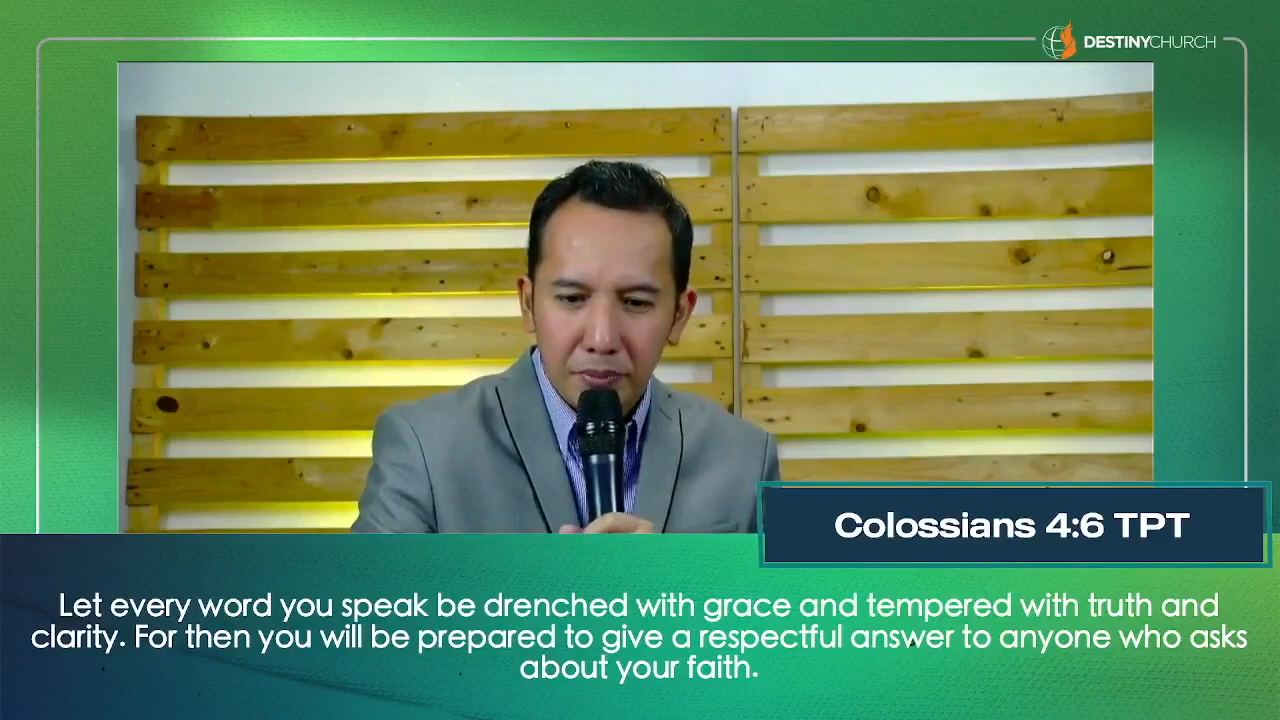 DESTINYCHURCH
Colossians 4:6 TPT
Let every word you speak be drenched with grace and tempered with truth and
clarity. For then you will be prepared to give a respectful answer to anyone who asks
about your faith.